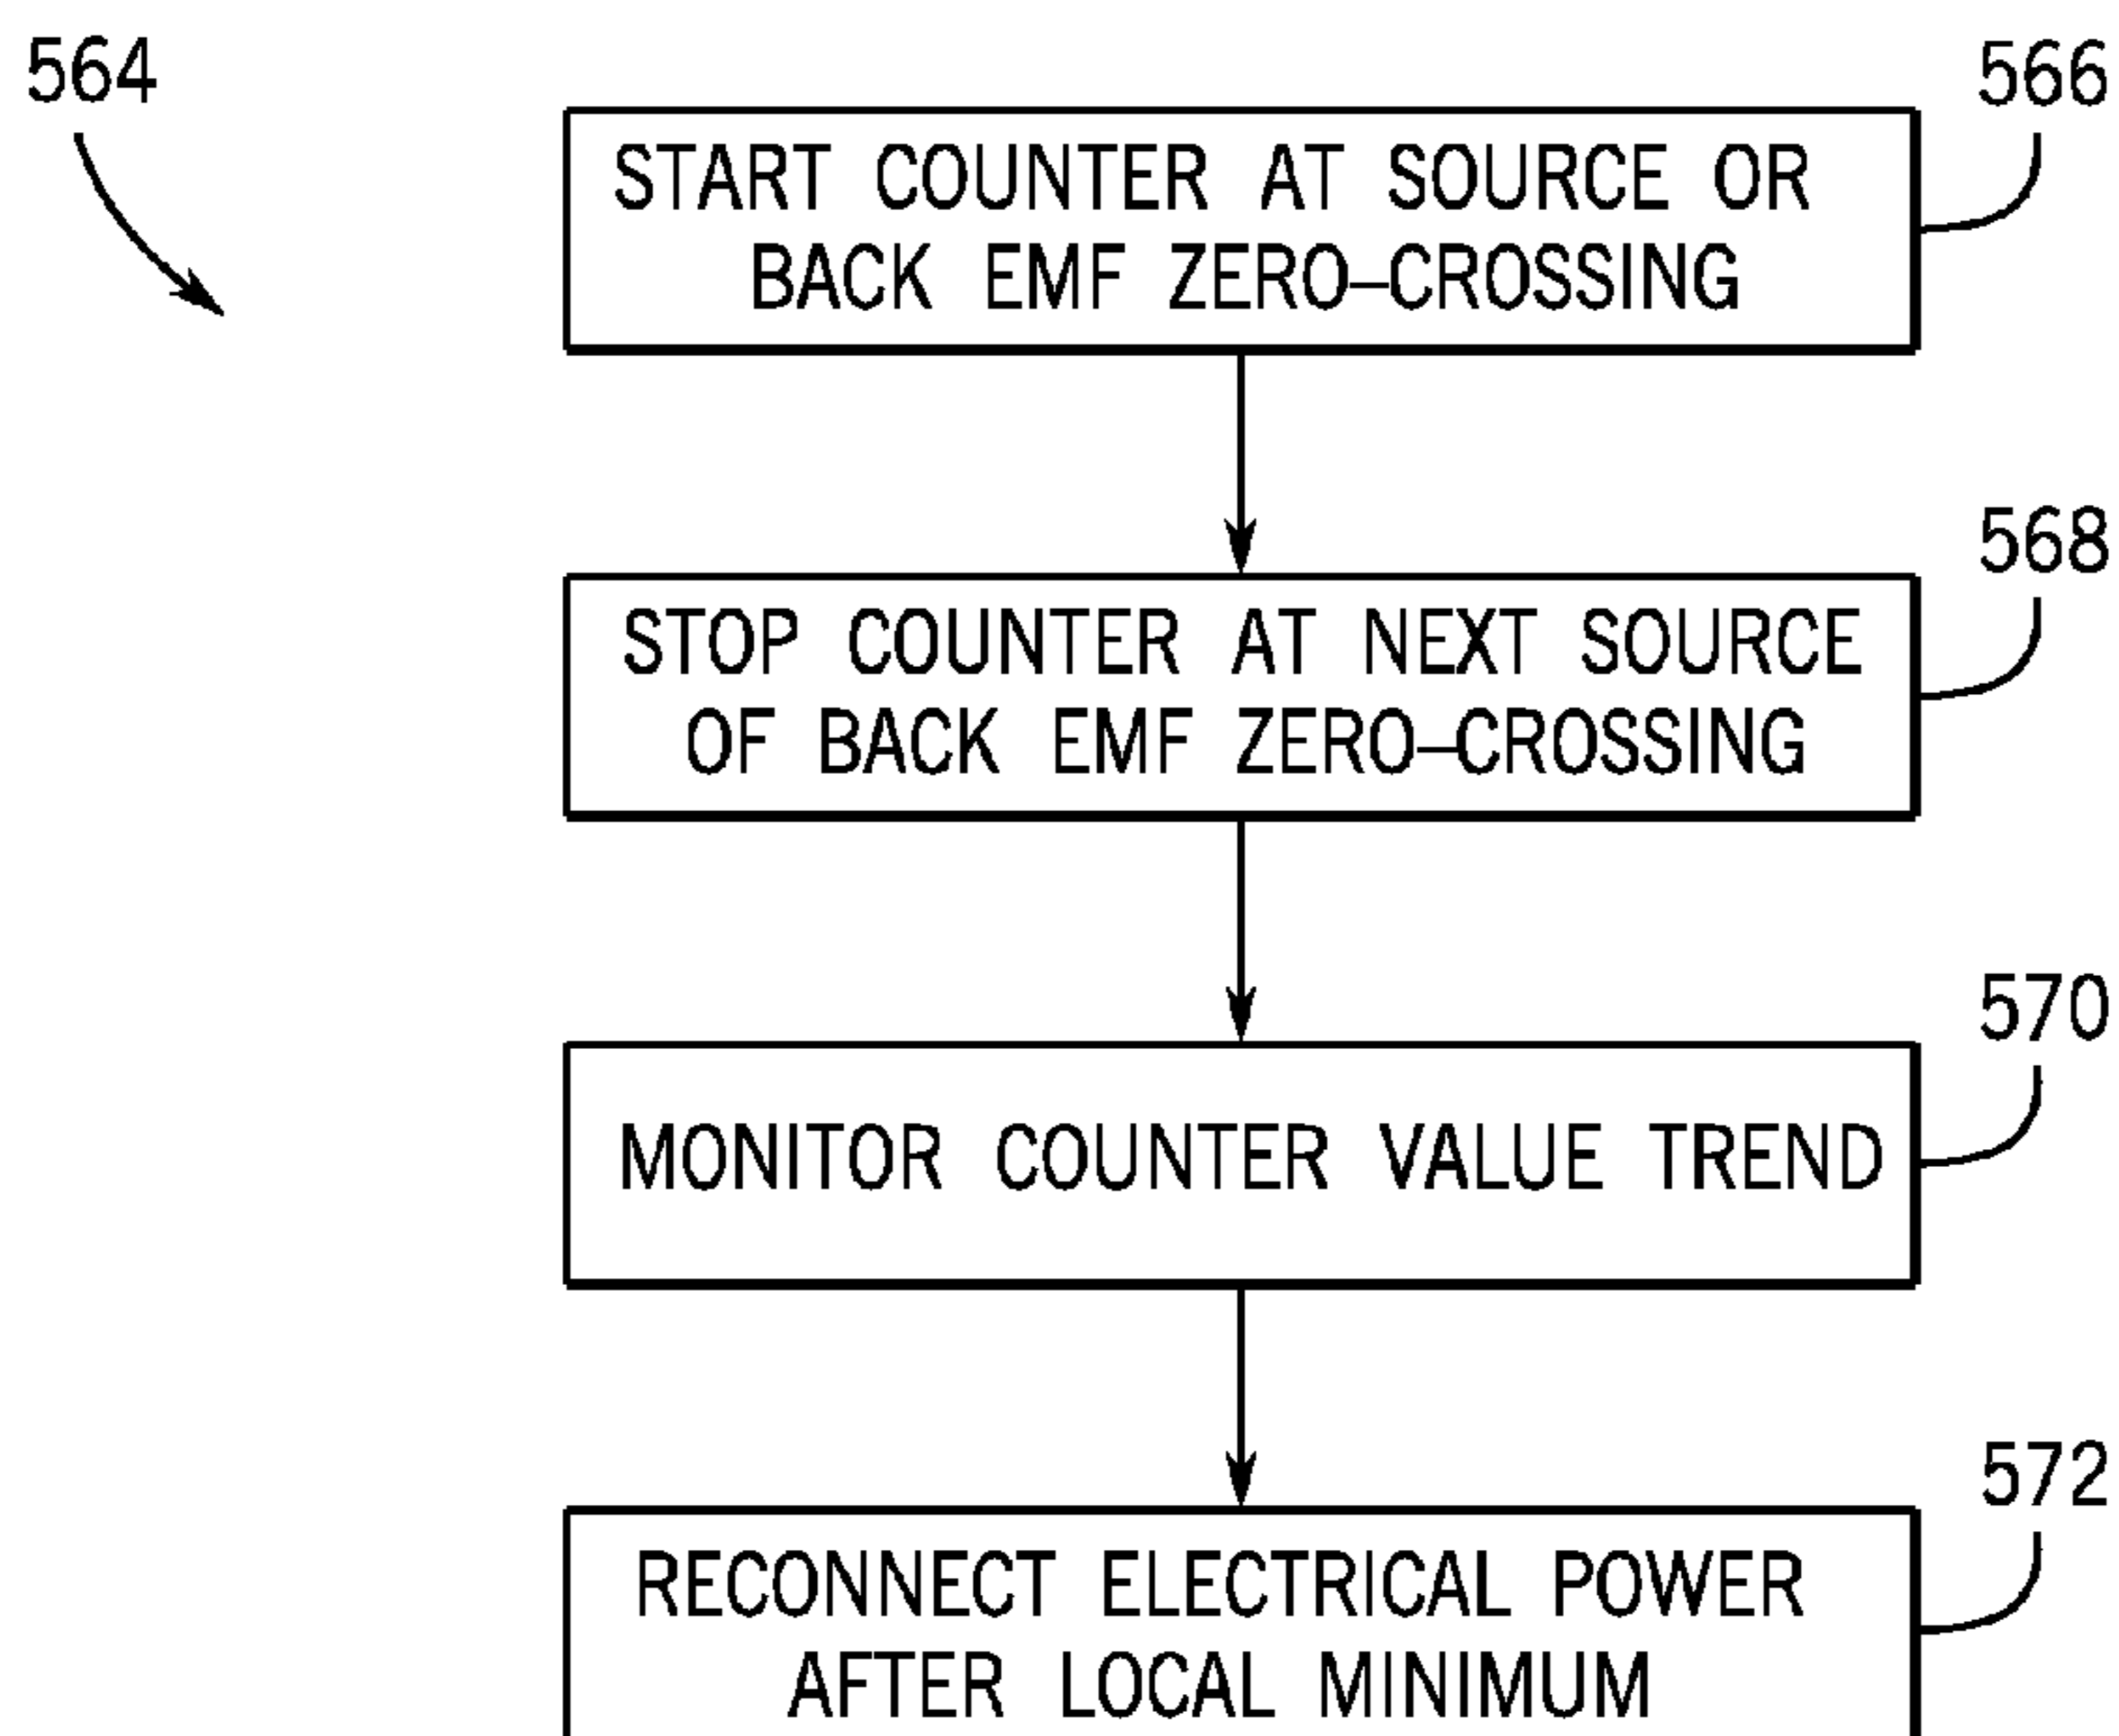 564
566
START COUNTER AT SOURCE OR
BACK EMF ZERO–CROSSING
568
STOP COUNTER AT NEXT SOURCE
OF BACK EMF ZERO–CROSSING
570
MONITOR COUNTER VALUE TREND
572
RECONNECT ELECTRICAL POWER
AFTER LOCAL MINIMUM